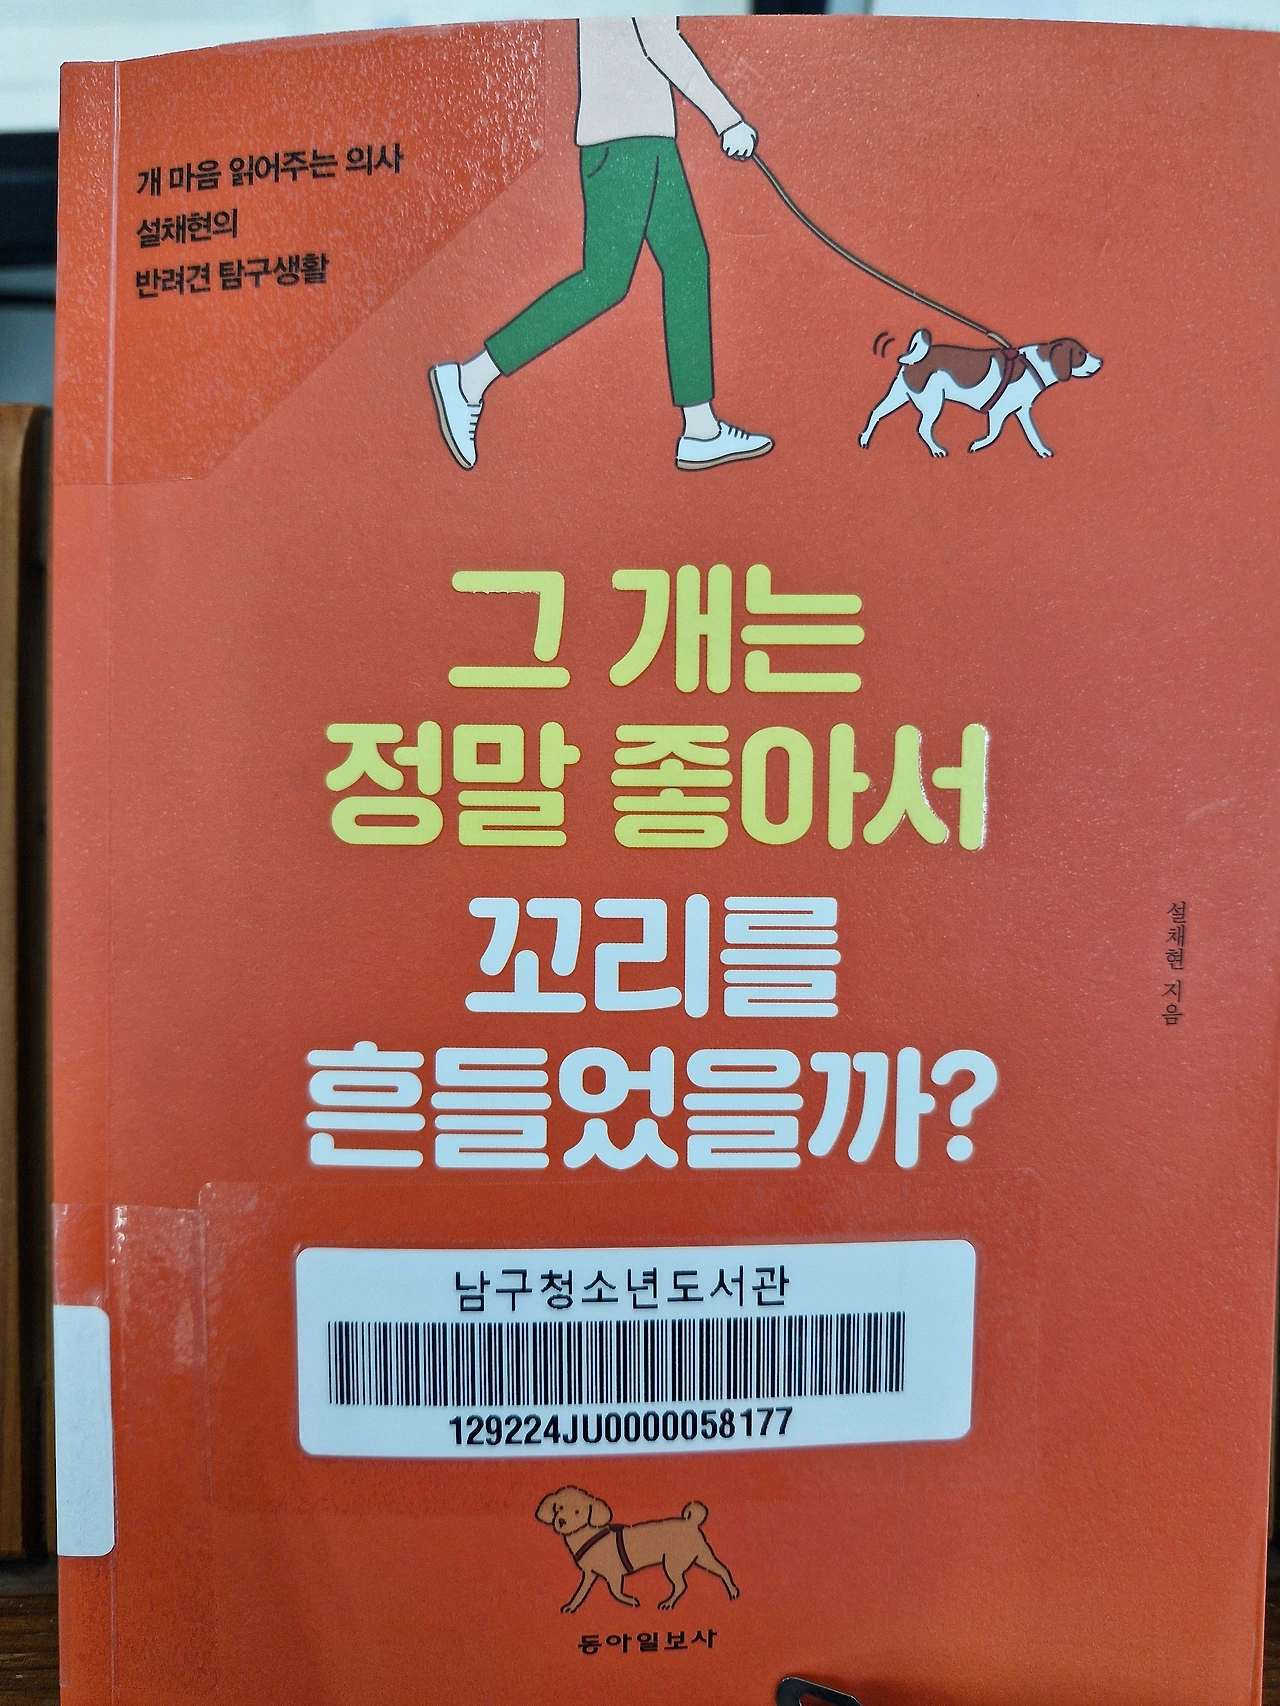 개 마음 읽어주는 의사
설채현의
반려견 탐구생활
그 개는
정말 좋아서
꼬리를
흔들었을까?
설채현 지음
남구청소년도서관
129224JU0000058177
동아일보사